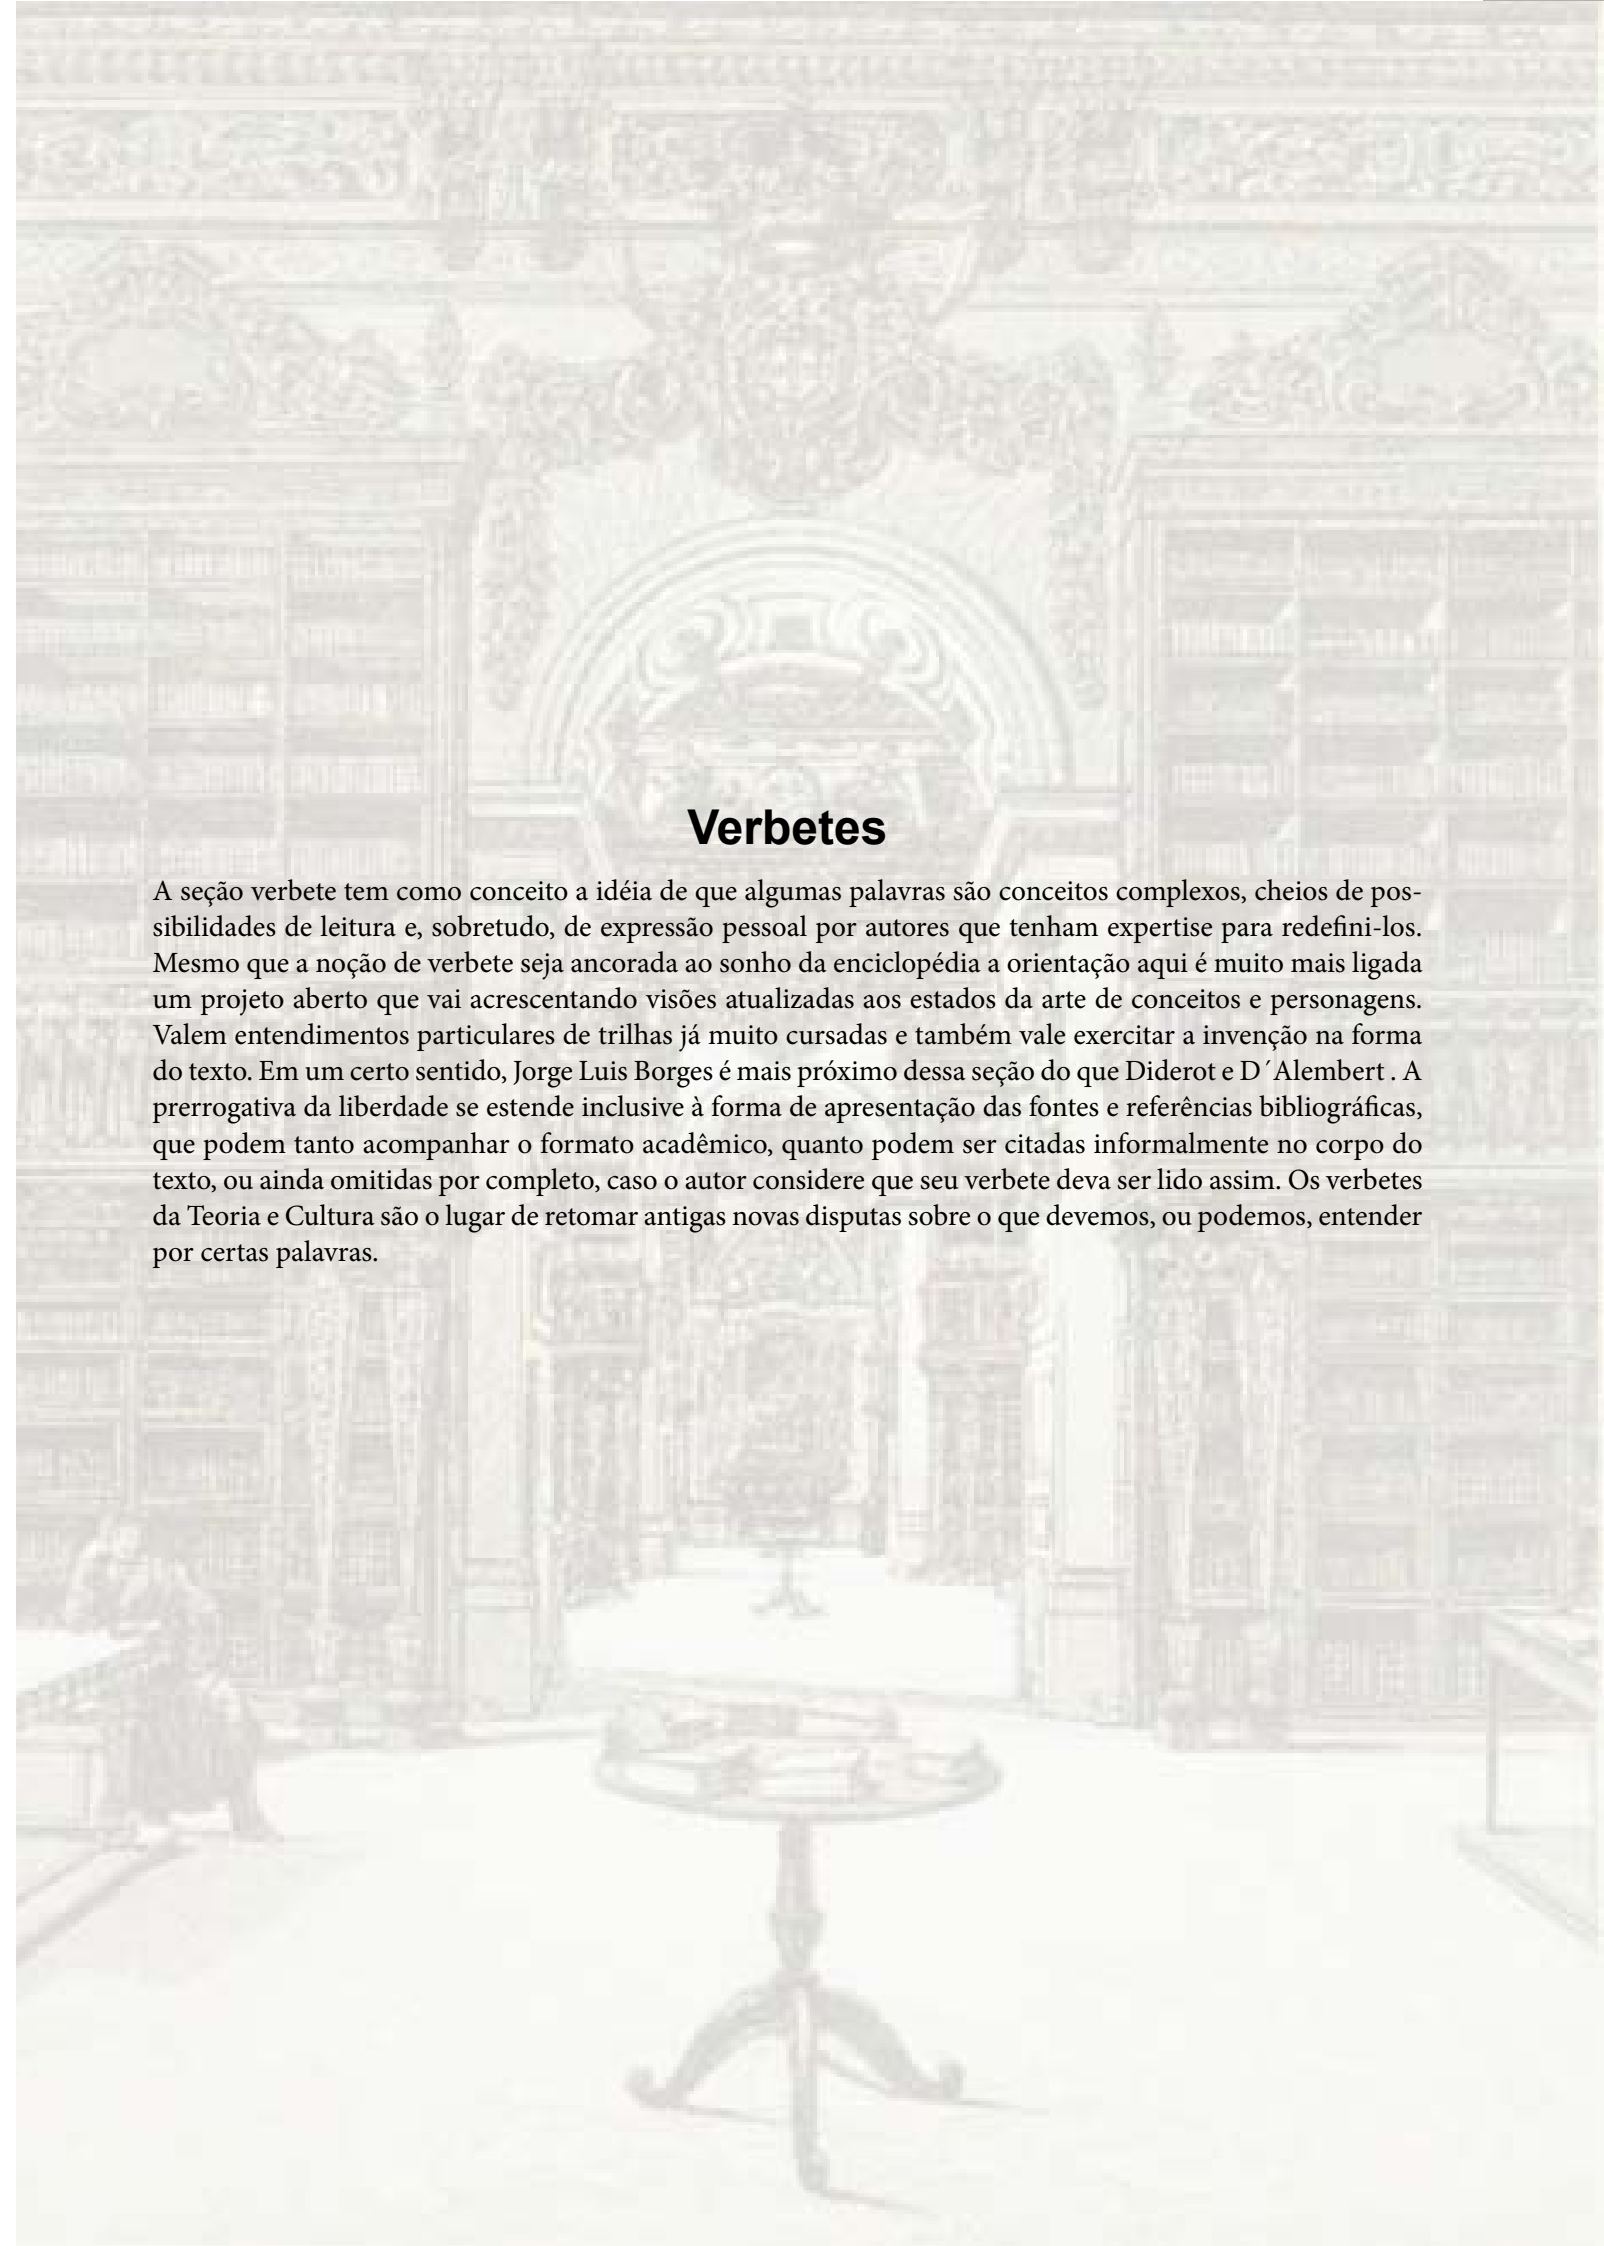 Verbetes
A seção verbete tem como conceito a idéia de que algumas palavras são conceitos complexos, cheios de pos-
sibilidades de leitura e, sobretudo, de expressão pessoal por autores que tenham expertise para redefini-los.
Mesmo que a noção de verbete seja ancorada ao sonho da enciclopédia a orientação aqui é muito mais ligada
um projeto aberto que vai acrescentando visões atualizadas aos estados da arte de conceitos e personagens.
Valem entendimentos particulares de trilhas já muito cursadas e também vale exercitar a invenção na forma
do texto. Em um certo sentido, Jorge Luis Borges é mais próximo dessa seção do que Diderot e D´Alembert . A
prerrogativa da liberdade se estende inclusive à forma de apresentação das fontes e referências bibliográficas,
que podem tanto acompanhar o formato acadêmico, quanto podem ser citadas informalmente no corpo do
texto, ou ainda omitidas por completo, caso o autor considere que seu verbete deva ser lido assim. Os verbetes
da Teoria e Cultura são o lugar de retomar antigas novas disputas sobre o que devemos, ou podemos, entender
por certas palavras.